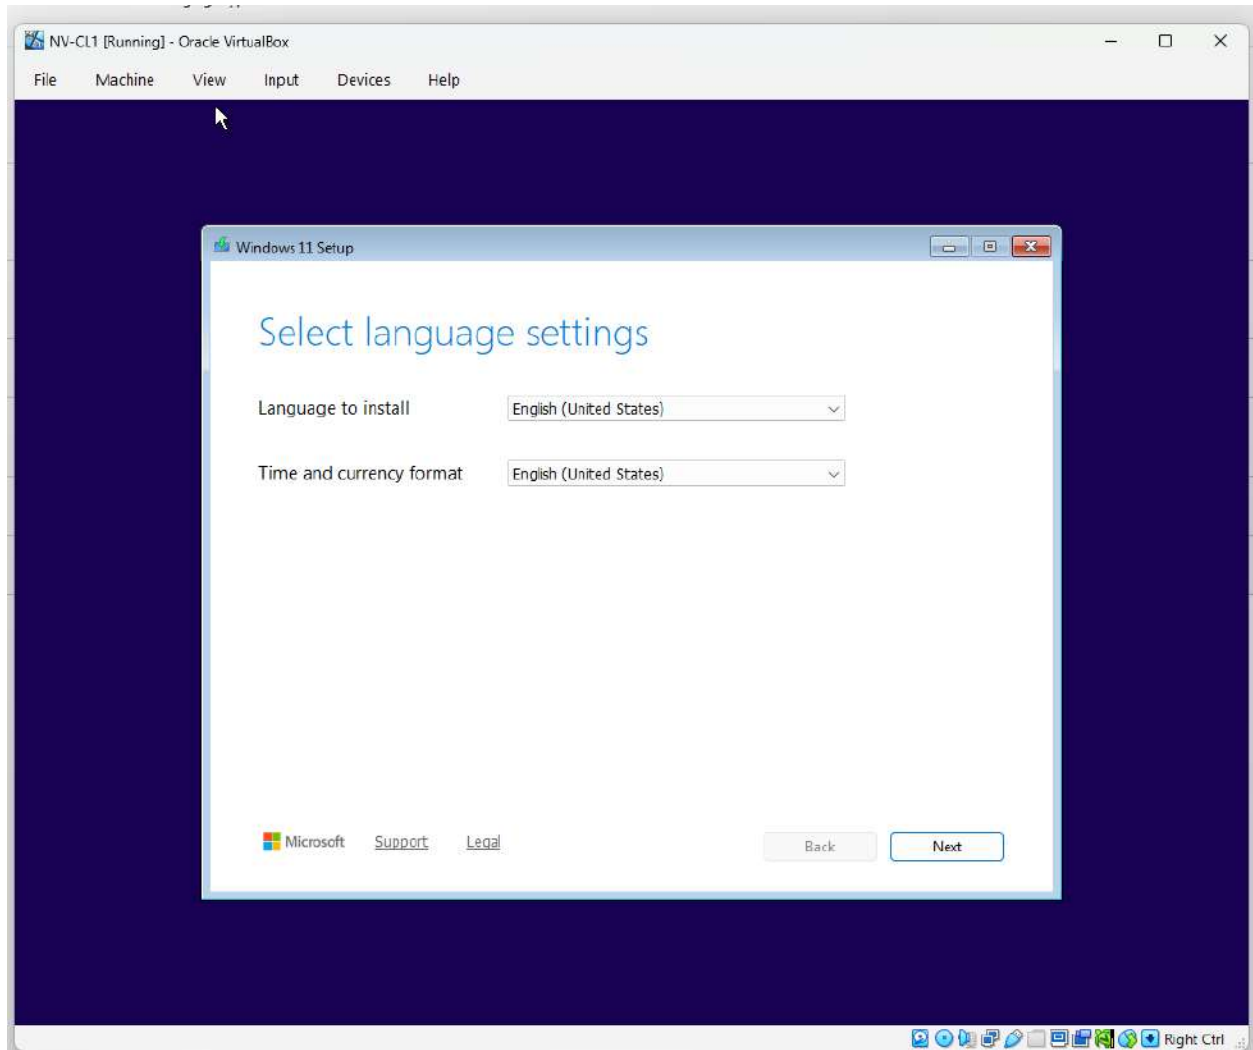 NV-CL1 [Running] - Oracle VirtualBox
File Machine View Input Devices Help
Windows 11 Setup
Select language settings
Language to install English (United States)
Time and currency format English (United States)
Microsoft Support Legal Back Next
Right Ctrl